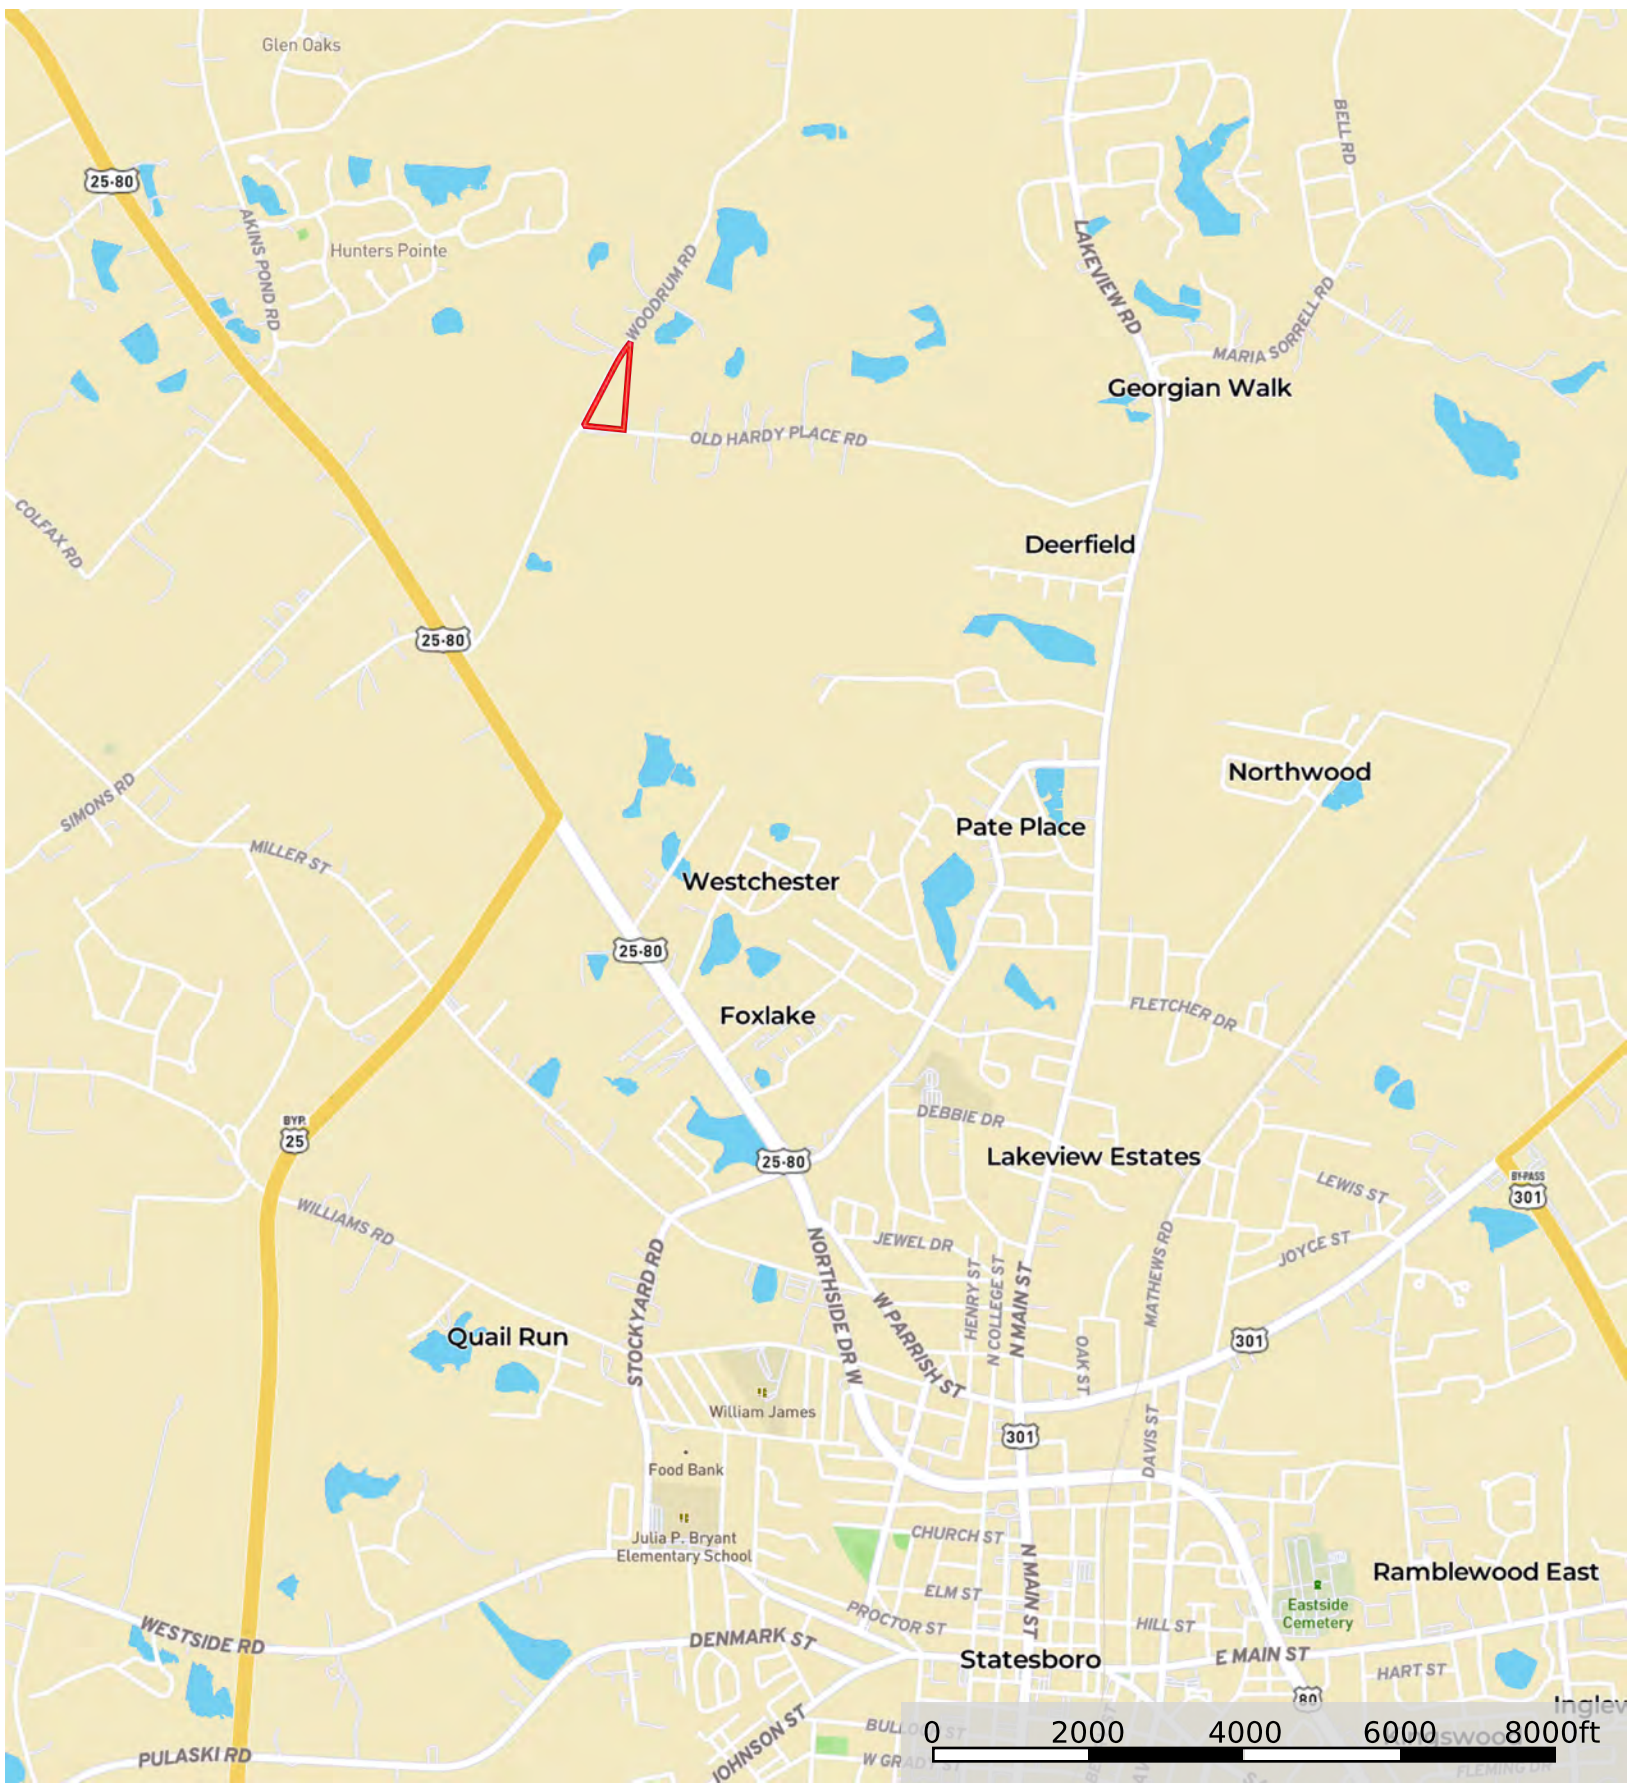 Glen Oaks
BELL RD
25-80
AKINS POND RD
Hunters Pointe
WOODRUM RD
LAKEVIEW RD
MARIA SORRELL RD
Georgian Walk
OLD HARDY PLACE RD
COLFAX RD
Deerfield
25-80
SIMONS RD
Northwood
Pate Place
MILLER ST
Westchester
25-80
Foxlake
FLETCHER DR
BYP.
25
DEBBIE DR
Lakeview Estates
25-80
BY-PASS
301
LEWIS ST
WILLIAMS RD
JEWEL DR
JOYCE ST
MATHEWS RD
STOCKYARD RD
NORTHSIDE DR W
HENRY ST
N COLLEGE ST
N MAIN ST
W PARRISH ST
Quail Run
301
OAK ST
William James
301
DAVIS ST
Food Bank
CHURCH ST
Julia P. Bryant
Elementary School
N MAIN ST
Ramblewood East
ELM ST
Eastside
Cemetery
PROCTOR ST
HILL ST
WESTSIDE RD
DENMARK ST
Statesboro
E MAIN ST
HART ST
80
JOHNSON ST
0 2000 4000 6000 8000ft
PULASKI RD
FLEMING DR